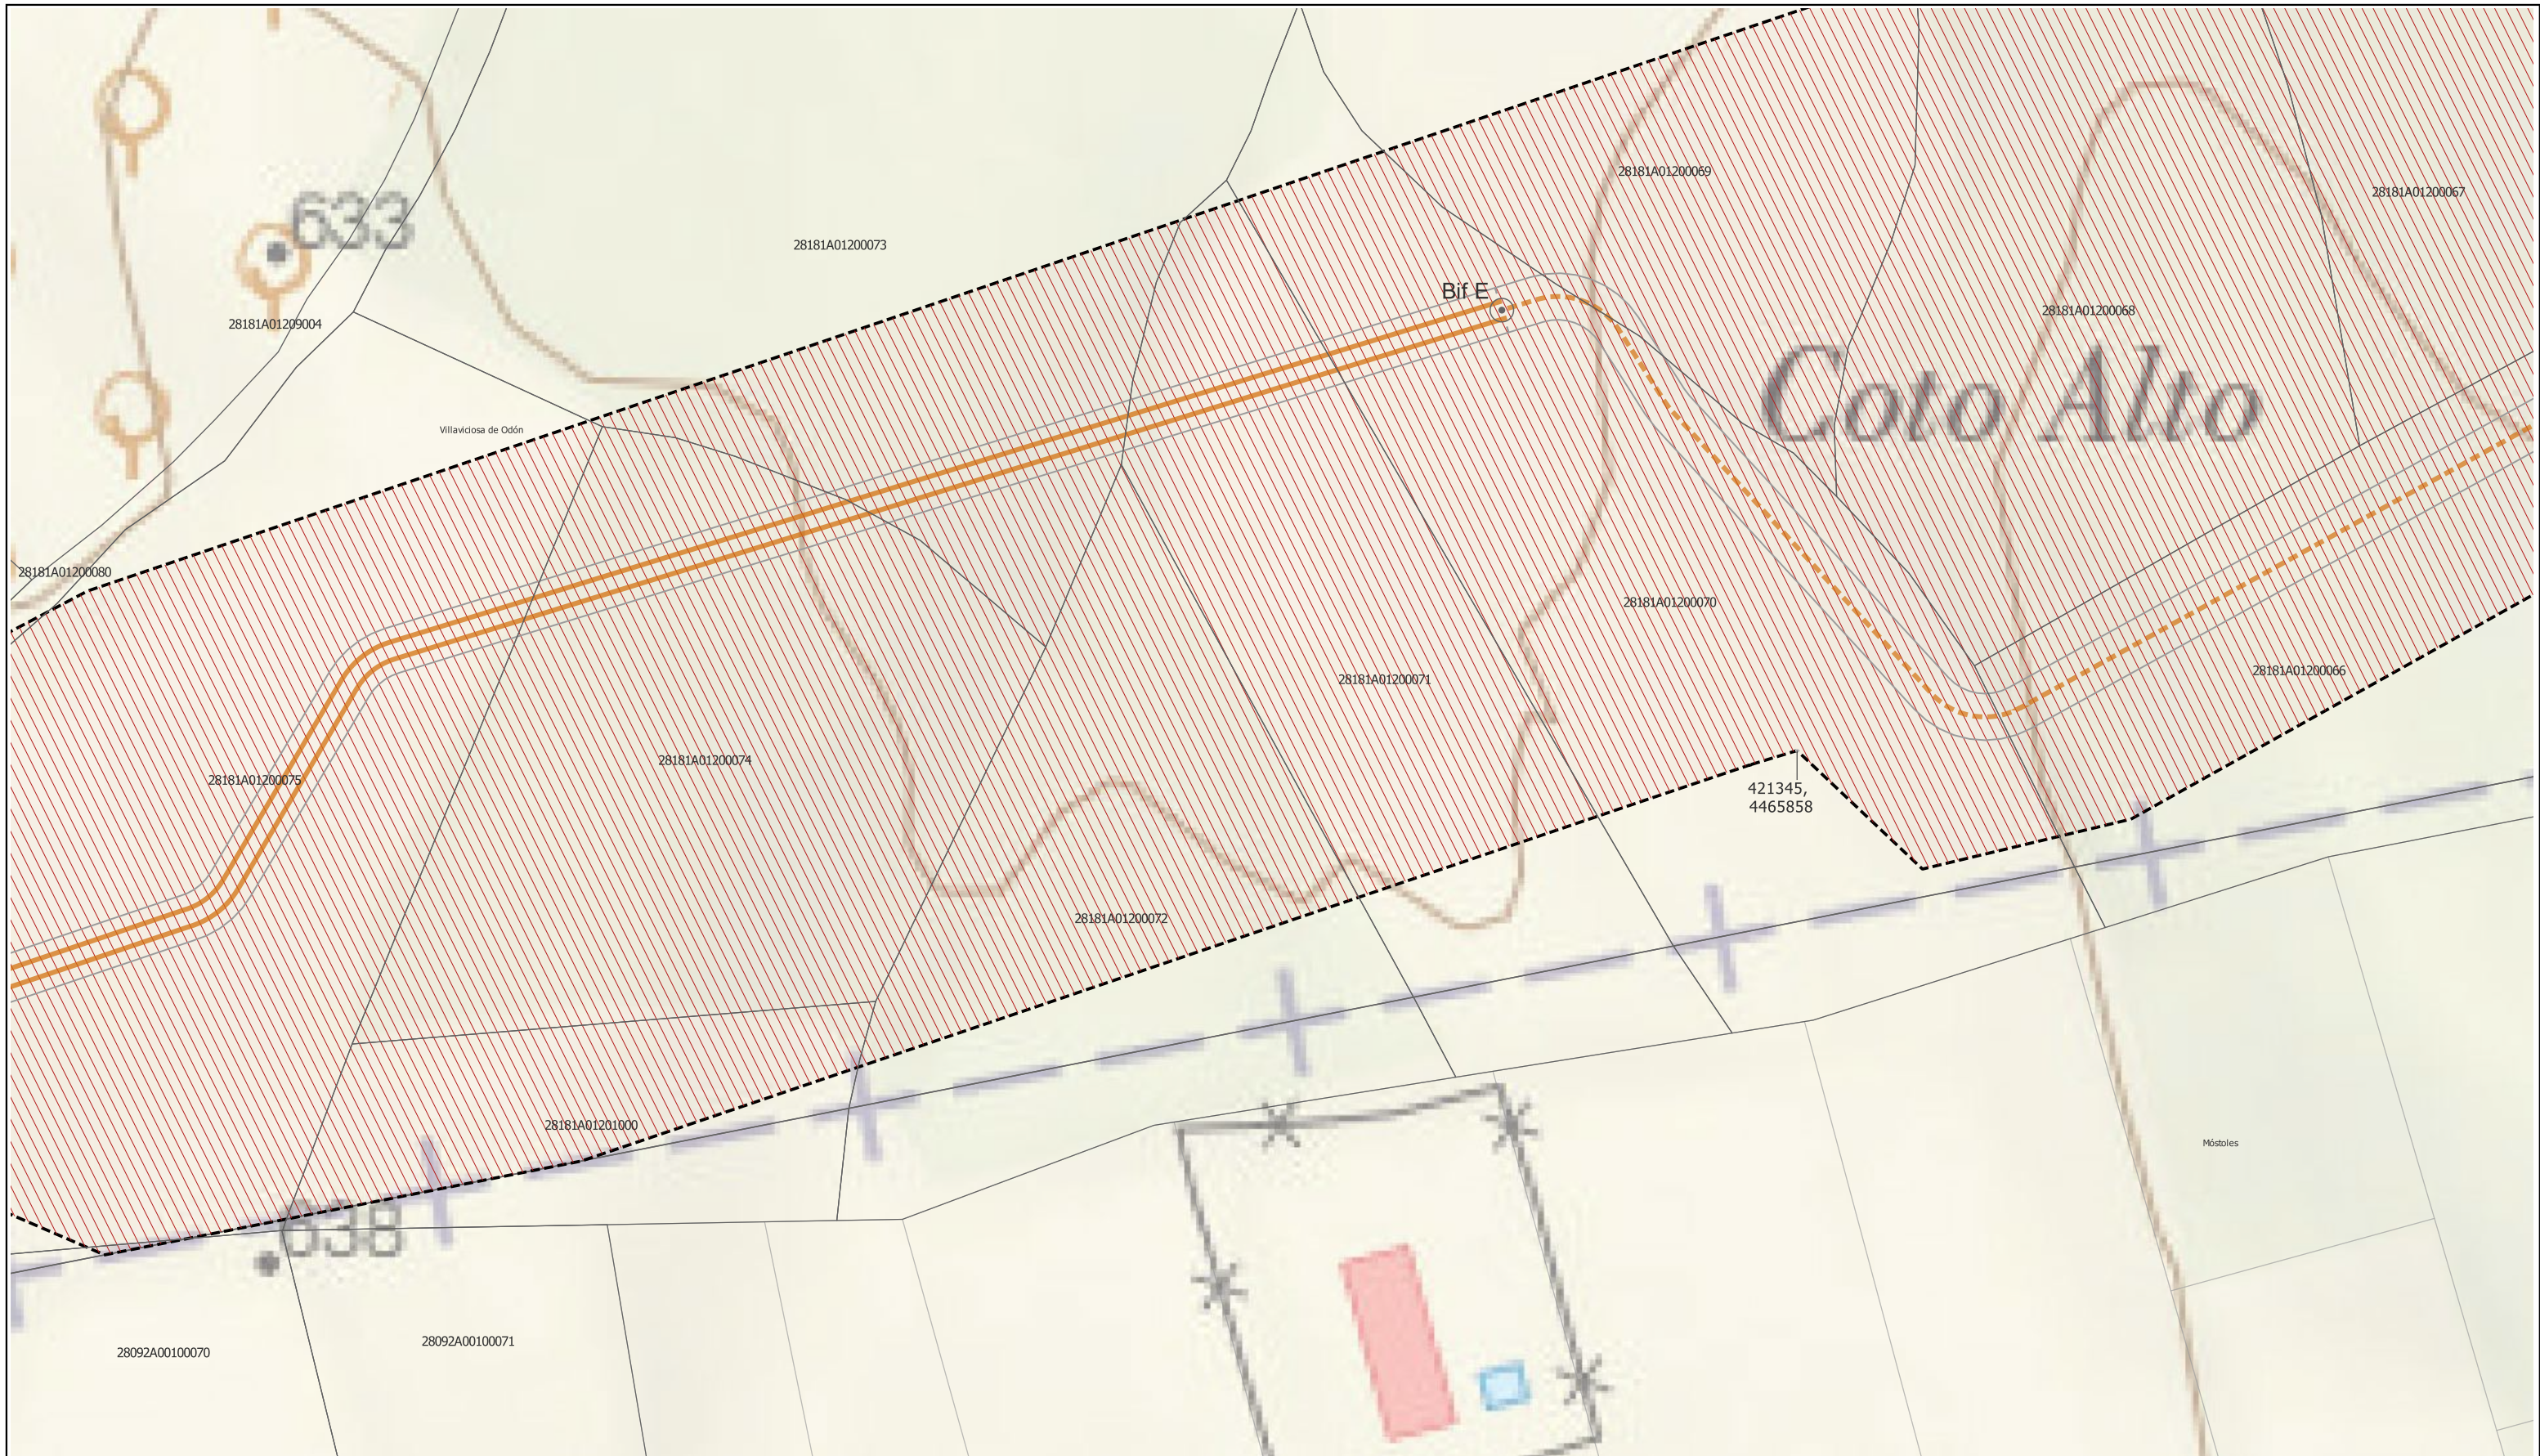 28181A01200069
28181A01200067
633
28181A01200073
Bif E
28181A01209004
28181A01200068
Coto Alto
Villaviciosa de Odón
28181A01200080
28181A01200070
28181A01200066
28181A01200071
28181A01200074
28181A01200075
421345,
4465858
28181A01200072
28181A01201000
Móstoles
638
28092A00100071
28092A00100070